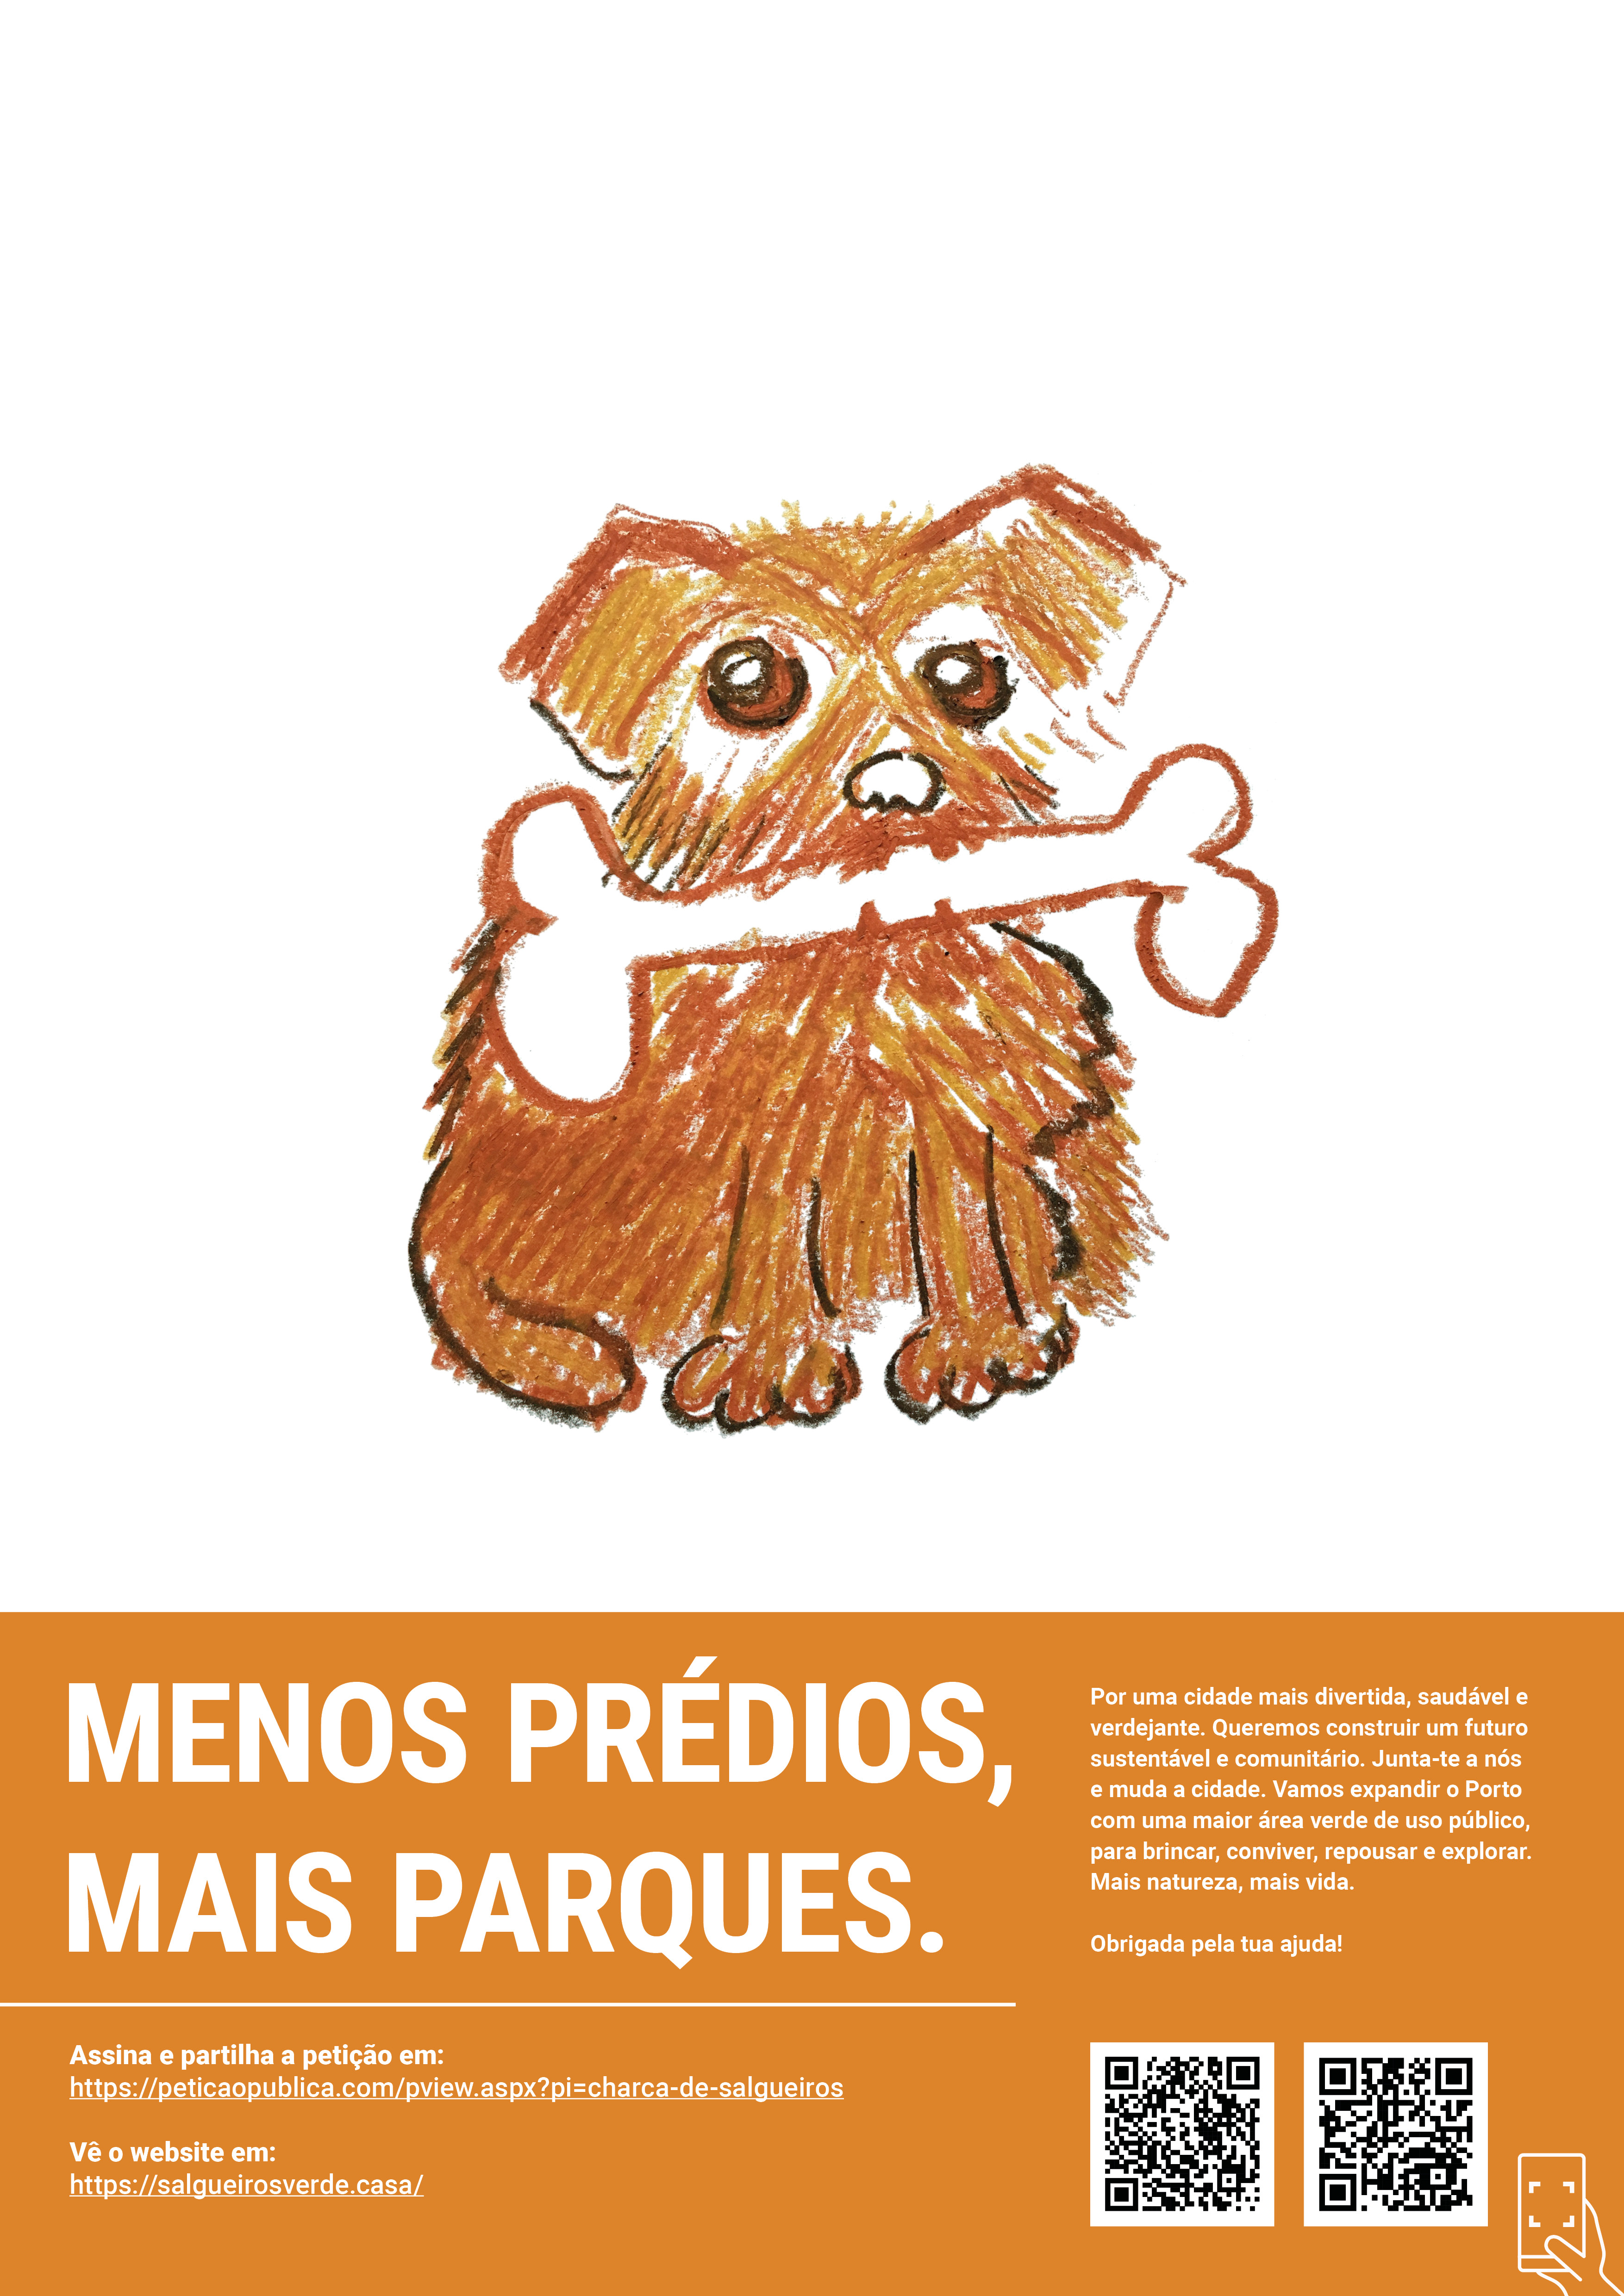 MENOS PRÉDIOS,
MAIS PARQUES.
Por uma cidade mais divertida, saudável e
verdejante. Queremos construir um futuro
sustentável e comunitário. Junta-te a nós
e muda a cidade. Vamos expandir o Porto
com uma maior área verde de uso público,
para brincar, conviver, repousar e explorar.
Mais natureza, mais vida.
Obrigada pela tua ajuda!
Assina e partilha a petição em:
https://peticaopublica.com/pview.aspx?pi=charca-de-salgueiros
Vê o website em:
https://salgueirosverde.casa/